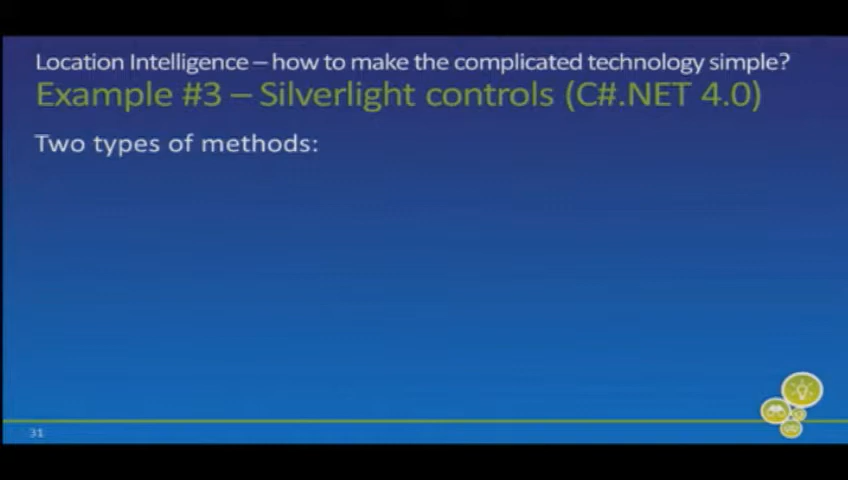 Location Intelligence – how to make the complicated technology simple?
Example #3 – Silverlight controls (C#.NET 4.0)
Two types of methods:
31